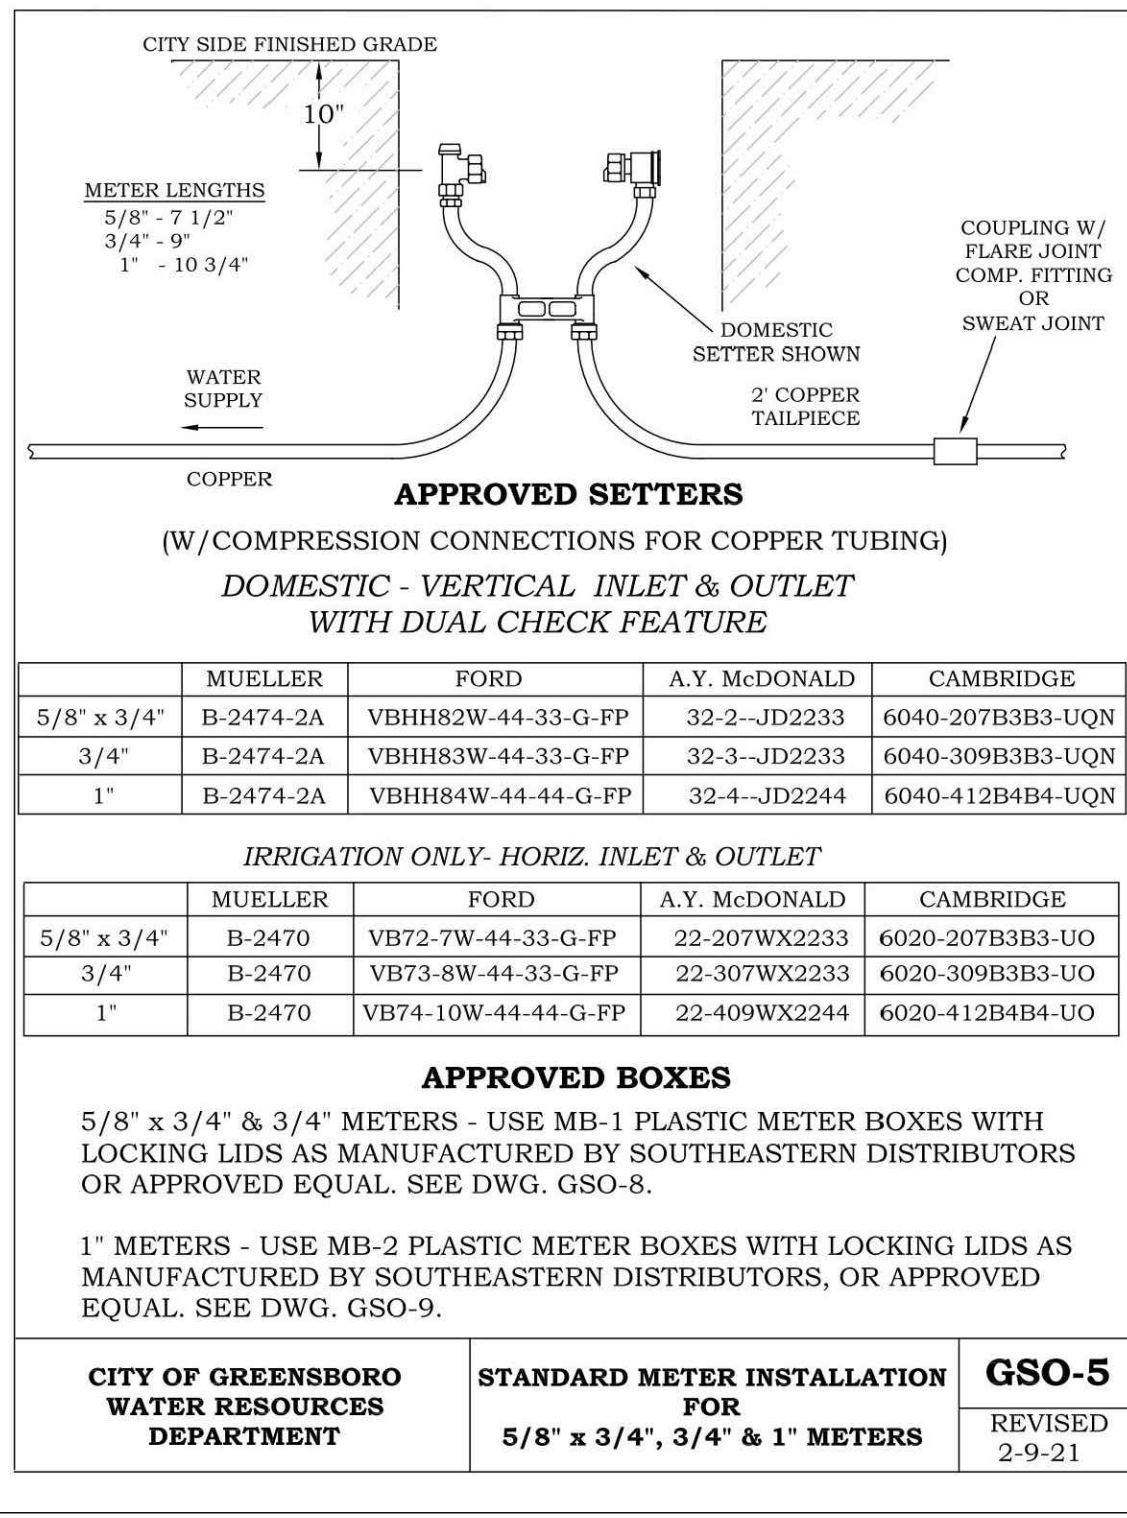 CITY SIDE FINISHED GRADE
10"
METER LENGTHS
5/8" - 7 1/2"
3/4" - 9"
1" - 10 3/4"
COUPLING W/
FLARE JOINT
COMP. FITTING
OR
SWEAT JOINT
DOMESTIC
SETTER SHOWN
WATER
SUPPLY
2' COPPER
TAILPIECE
COPPER
APPROVED SETTERS
(W/COMPRESSION CONNECTIONS FOR COPPER TUBING)
DOMESTIC - VERTICAL INLET & OUTLET
WITH DUAL CHECK FEATURE
MUELLER FORD A.Y. McDONALD CAMBRIDGE
5/8" x 3/4" B-2474-2A VBHH82W-44-33-G-FP 32-2--JD2233 6040-207B3B3-UQN
3/4" B-2474-2A VBHH83W-44-33-G-FP 32-3--JD2233 6040-309B3B3-UQN
1" B-2474-2A VBHH84W-44-44-G-FP 32-4--JD2244 6040-412B4B4-UQN
IRRIGATION ONLY- HORIZ. INLET & OUTLET
MUELLER FORD A.Y. McDONALD CAMBRIDGE
5/8" x 3/4" B-2470 VB72-7W-44-33-G-FP 22-207WX2233 6020-207B3B3-UO
3/4" B-2470 VB73-8W-44-33-G-FP 22-307WX2233 6020-309B3B3-UO
1" B-2470 VB74-10W-44-44-G-FP 22-409WX2244 6020-412B4B4-UO
APPROVED BOXES
5/8" x 3/4" & 3/4" METERS - USE MB-1 PLASTIC METER BOXES WITH
LOCKING LIDS AS MANUFACTURED BY SOUTHEASTERN DISTRIBUTORS
OR APPROVED EQUAL. SEE DWG. GSO-8.
1" METERS - USE MB-2 PLASTIC METER BOXES WITH LOCKING LIDS AS
MANUFACTURED BY SOUTHEASTERN DISTRIBUTORS, OR APPROVED
EQUAL. SEE DWG. GSO-9.
CITY OF GREENSBORO
WATER RESOURCES
DEPARTMENT
STANDARD METER INSTALLATION
FOR
5/8" x 3/4", 3/4" & 1" METERS
GSO-5
REVISED
2-9-21